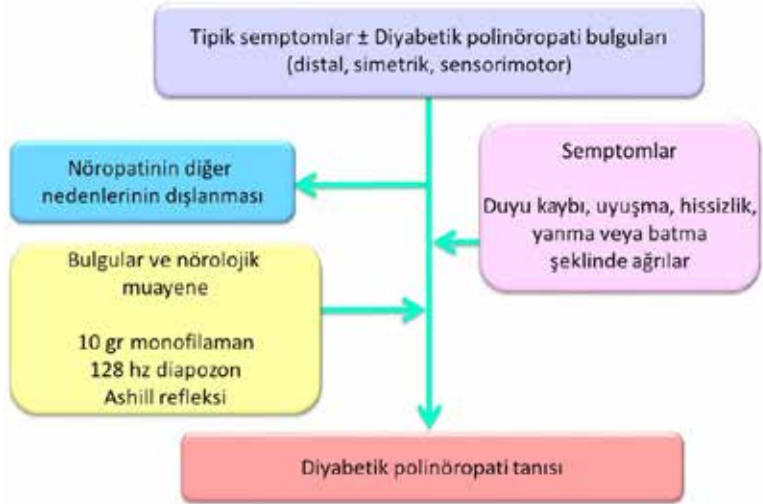 Tipik semptomlar ± Diyabetik polinöropati bulguları
(distal, simetrik, sensorimotor)
Nöropatinin diğer
nedenlerinin dışlanması
Semptomlar
Duyu kaybı, uyuşma, hissizlik,
yanma veya batma
şeklinde ağrılar
Bulgular ve nörolojik
muayene
10 gr monofilaman
128 hz diapozon
Ashill refleksi
Diyabetik polinöropati tanısı